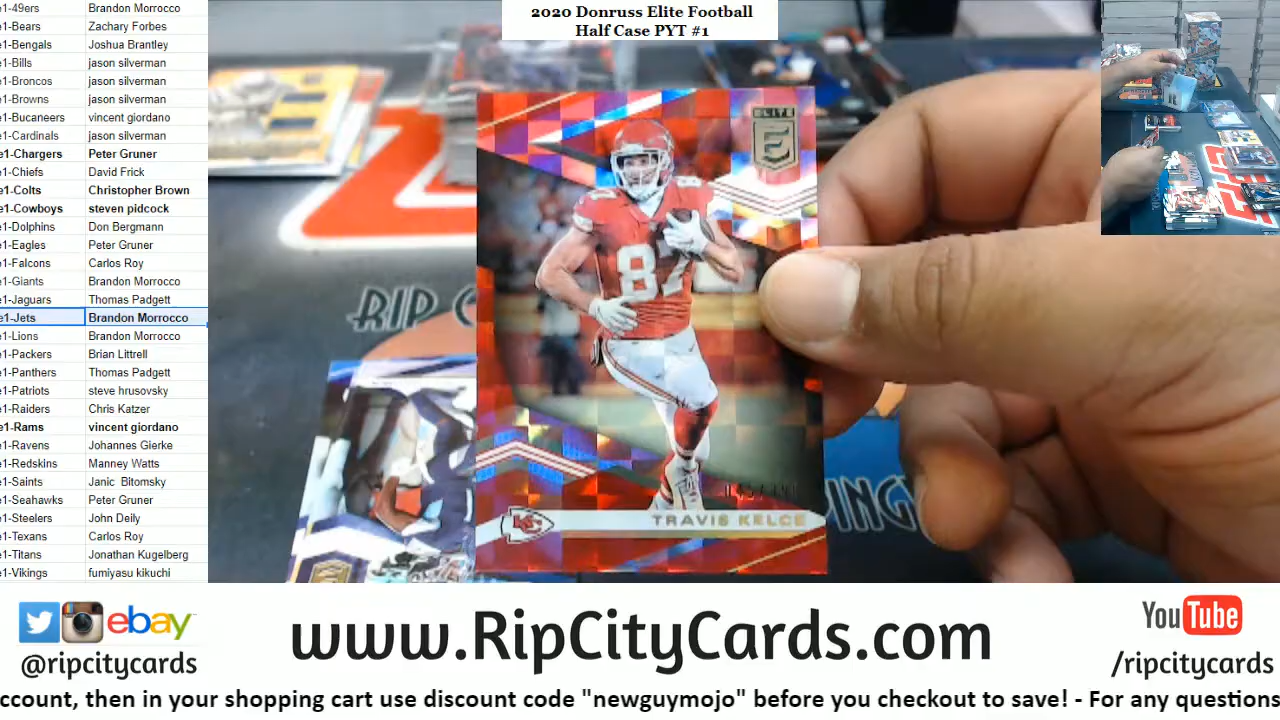 2020 Donruss Elite Football
Half Case PYT #1
e1-49ers Brandon Morrocco
e1-Bears Zachary Forbes
e1-Bengals Joshua Brantley
e1-Bills jason silverman
e1-Broncos jason silverman
e1-Browns jason silverman
e1-Bucaneers vincent giordano
e1-Cardinals jason silverman
e1-Chargers Peter Gruner
e1-Chiefs David Frick
e1-Colts Christopher Brown
e1-Cowboys steven pidcock
e1-Dolphins Don Bergmann
e1-Eagles Peter Gruner
e1-Falcons Carlos Roy
e1-Giants Brandon Morrocco
e1-Jaguars Thomas Padgett
e1-Jets Brandon Morrocco
e1-Lions Brandon Morrocco
e1-Packers Brian Littrell
e1-Panthers Thomas Padgett
e1-Patriots steve hrusovsky
e1-Raiders Chris Katzer
e1-Rams vincent giordano
e1-Ravens Johannes Gierke
e1-Redskins Manney Watts
e1-Saints Janic Bitomsky
e1-Seahawks Peter Gruner
e1-Steelers John Deily
e1-Texans Carlos Roy
e1-Titans Jonathan Kugelberg
e1-Vikings fumiyasu kikuchi
ELITE
E
87
87
KC
TRAVIS KELCE
RIP C
PING
ebay
@ripcitycards
www.RipCityCards.com
YouTube
/ripcitycards
ccount, then in your shopping cart use discount code "newguymojo" before you checkout to save! - For any questions